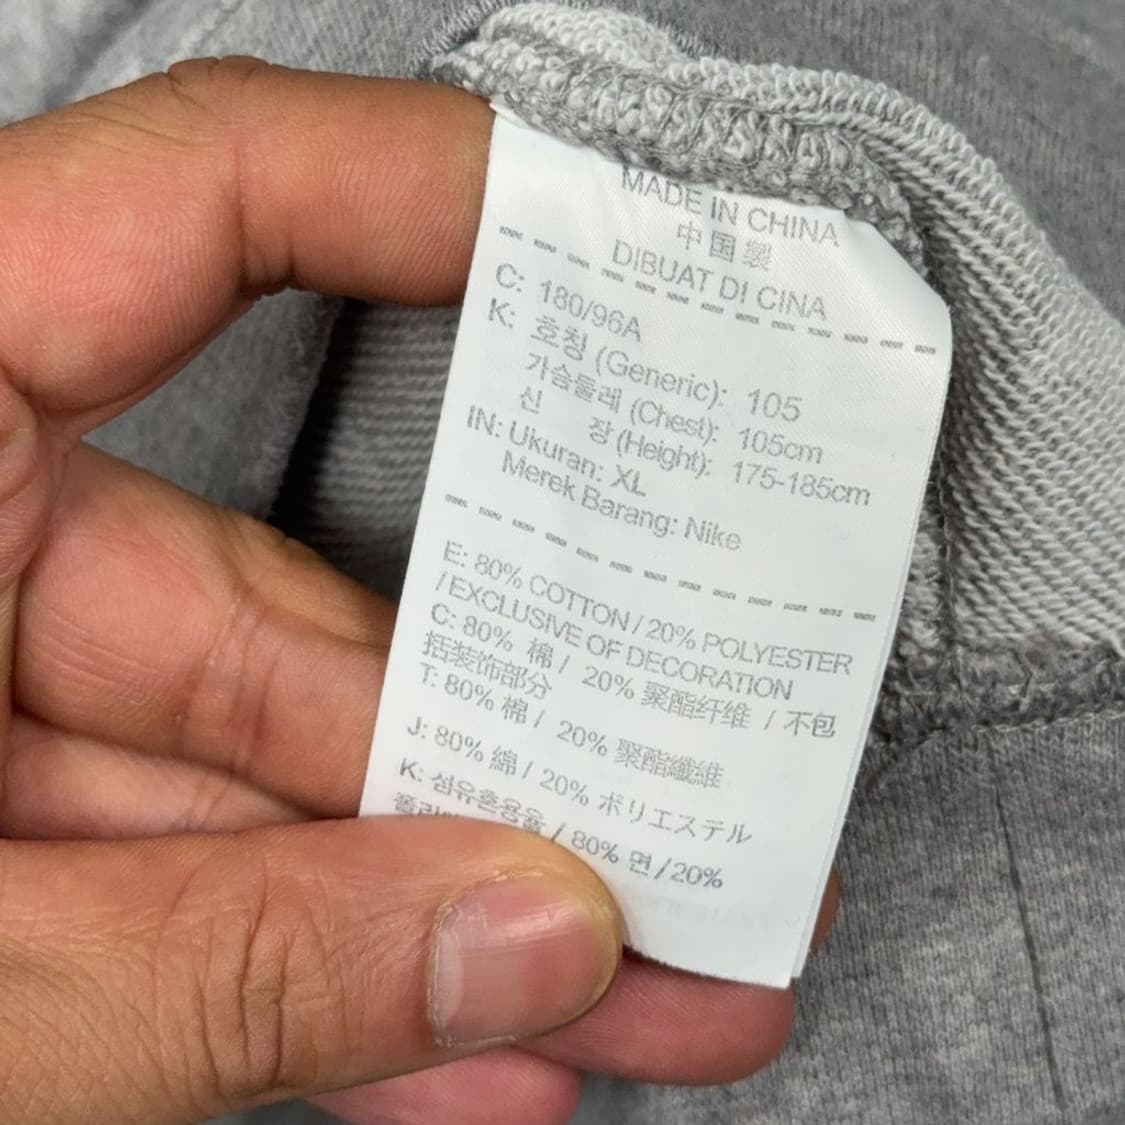 MADE IN CHINA
中国製
DIBUAT DI CINA
C: 180/96A
K: 호칭 (Generic): 105
가슴둘레 (Chest): 105cm
신 장 (Height): 175-185cm
IN: Ukuran: XL
Merek Barang: Nike
E: 80% COTTON / 20% POLYESTER
/ EXCLUSIVE OF DECORATION
C: 80% 棉 / 20% 聚酯纤维 / 不包
括装饰部分
T: 80% 棉 / 20% 聚酯纖維
J: 80% 綿 / 20% ポリエステル
K: 섬유혼용율 / 80% 면 / 20%